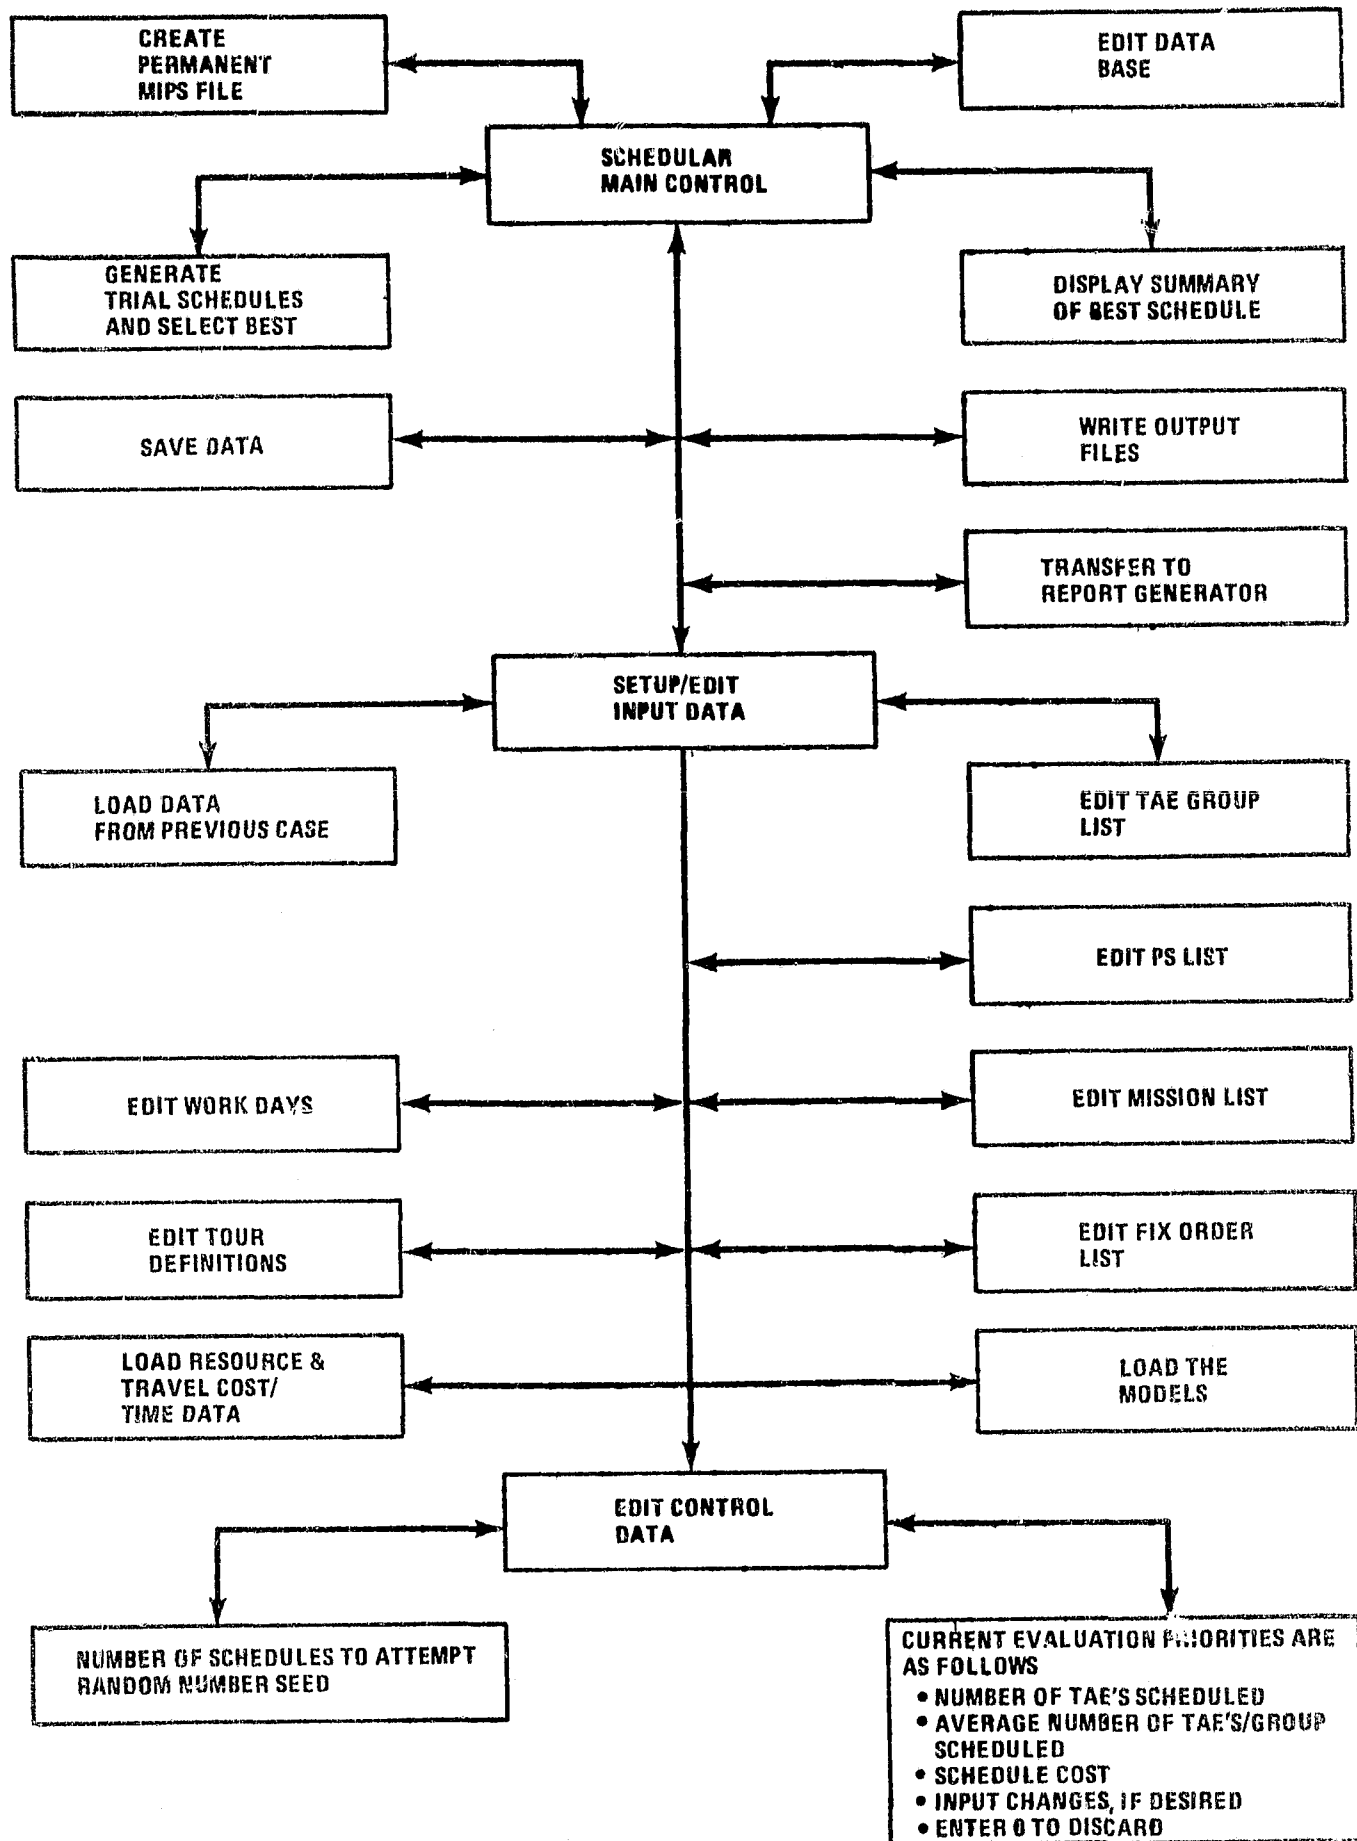 CREATE
PERMANENT
MIPS FILE
EDIT DATA
BASE
SCHEDULAR
MAIN CONTROL
GENERATE
TRIAL SCHEDULES
AND SELECT BEST
DISPLAY SUMMARY
OF BEST SCHEDULE
SAVE DATA
WRITE OUTPUT
FILES
TRANSFER TO
REPORT GENERATOR
SETUP/EDIT
INPUT DATA
LOAD DATA
FROM PREVIOUS CASE
EDIT TAE GROUP
LIST
EDIT PS LIST
EDIT WORK DAYS
EDIT MISSION LIST
EDIT TOUR
DEFINITIONS
EDIT FIX ORDER
LIST
LOAD RESOURCE &
TRAVEL COST/
TIME DATA
LOAD THE
MODELS
EDIT CONTROL
DATA
NUMBER OF SCHEDULES TO ATTEMPT
RANDOM NUMBER SEED
CURRENT EVALUATION PRIORITIES ARE
AS FOLLOWS
• NUMBER OF TAE'S SCHEDULED
• AVERAGE NUMBER OF TAE'S/GROUP
SCHEDULED
• SCHEDULE COST
• INPUT CHANGES, IF DESIRED
• ENTER 0 TO DISCARD